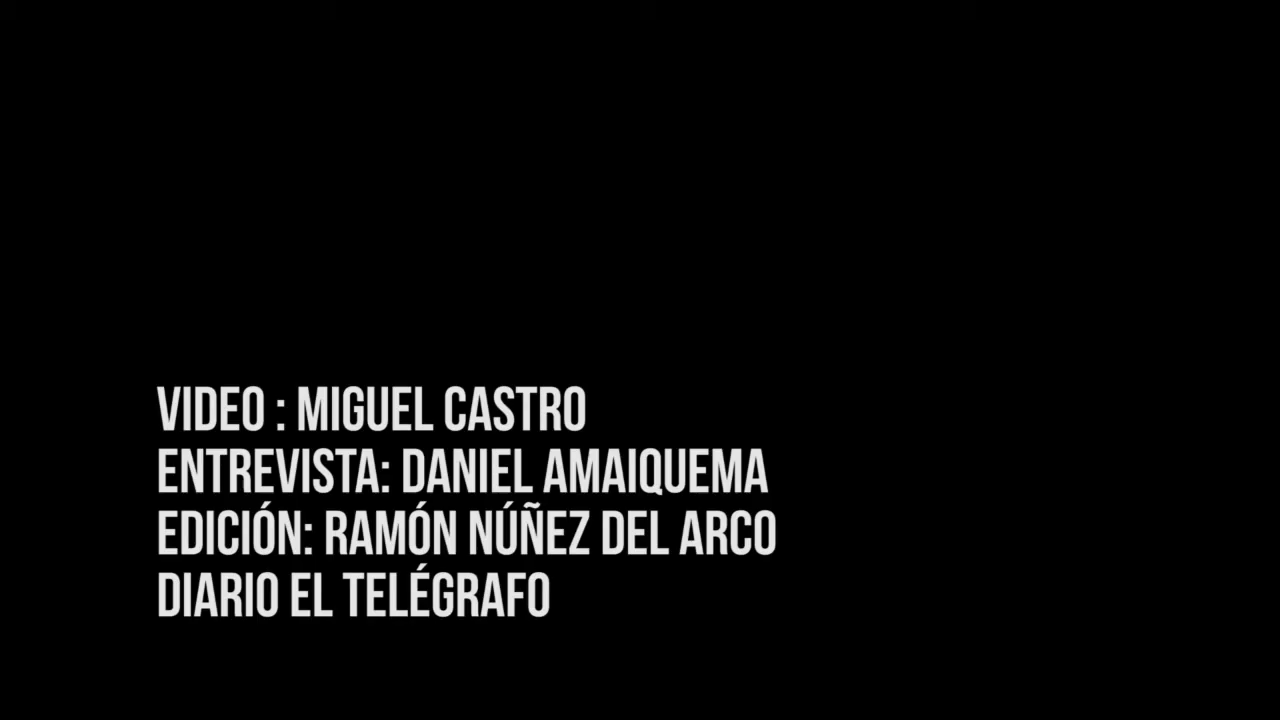 VIDEO : MIGUEL CASTRO
ENTREVISTA: DANIEL AMAIQUEMA
EDICIÓN: RAMÓN NÚÑEZ DEL ARCO
DIARIO EL TELÉGRAFO